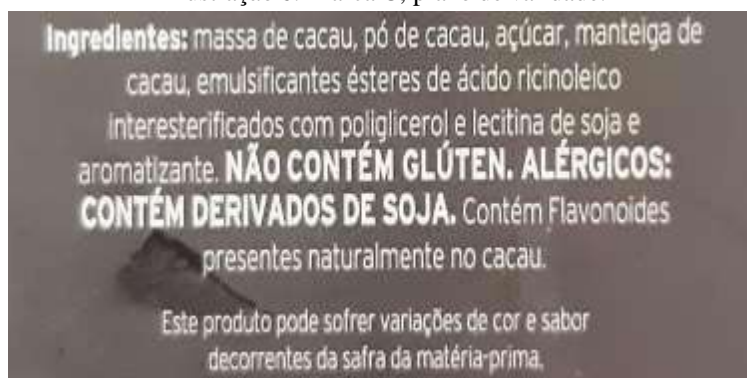 Ingredientes: massa de cacau, pó de cacau, açúcar, manteiga de
cacau, emulsificantes ésteres de ácido ricinoleico
interesterificados com poliglicerol e lecitina de soja e
aromatizante. NÃO CONTÉM GLÚTEN. ALÉRGICOS:
CONTÉM DERIVADOS DE SOJA. Contém Flavonoides
presentes naturalmente no cacau.
Este produto pode sofrer variações de cor e sabor
decorrentes da safra da matéria-prima.